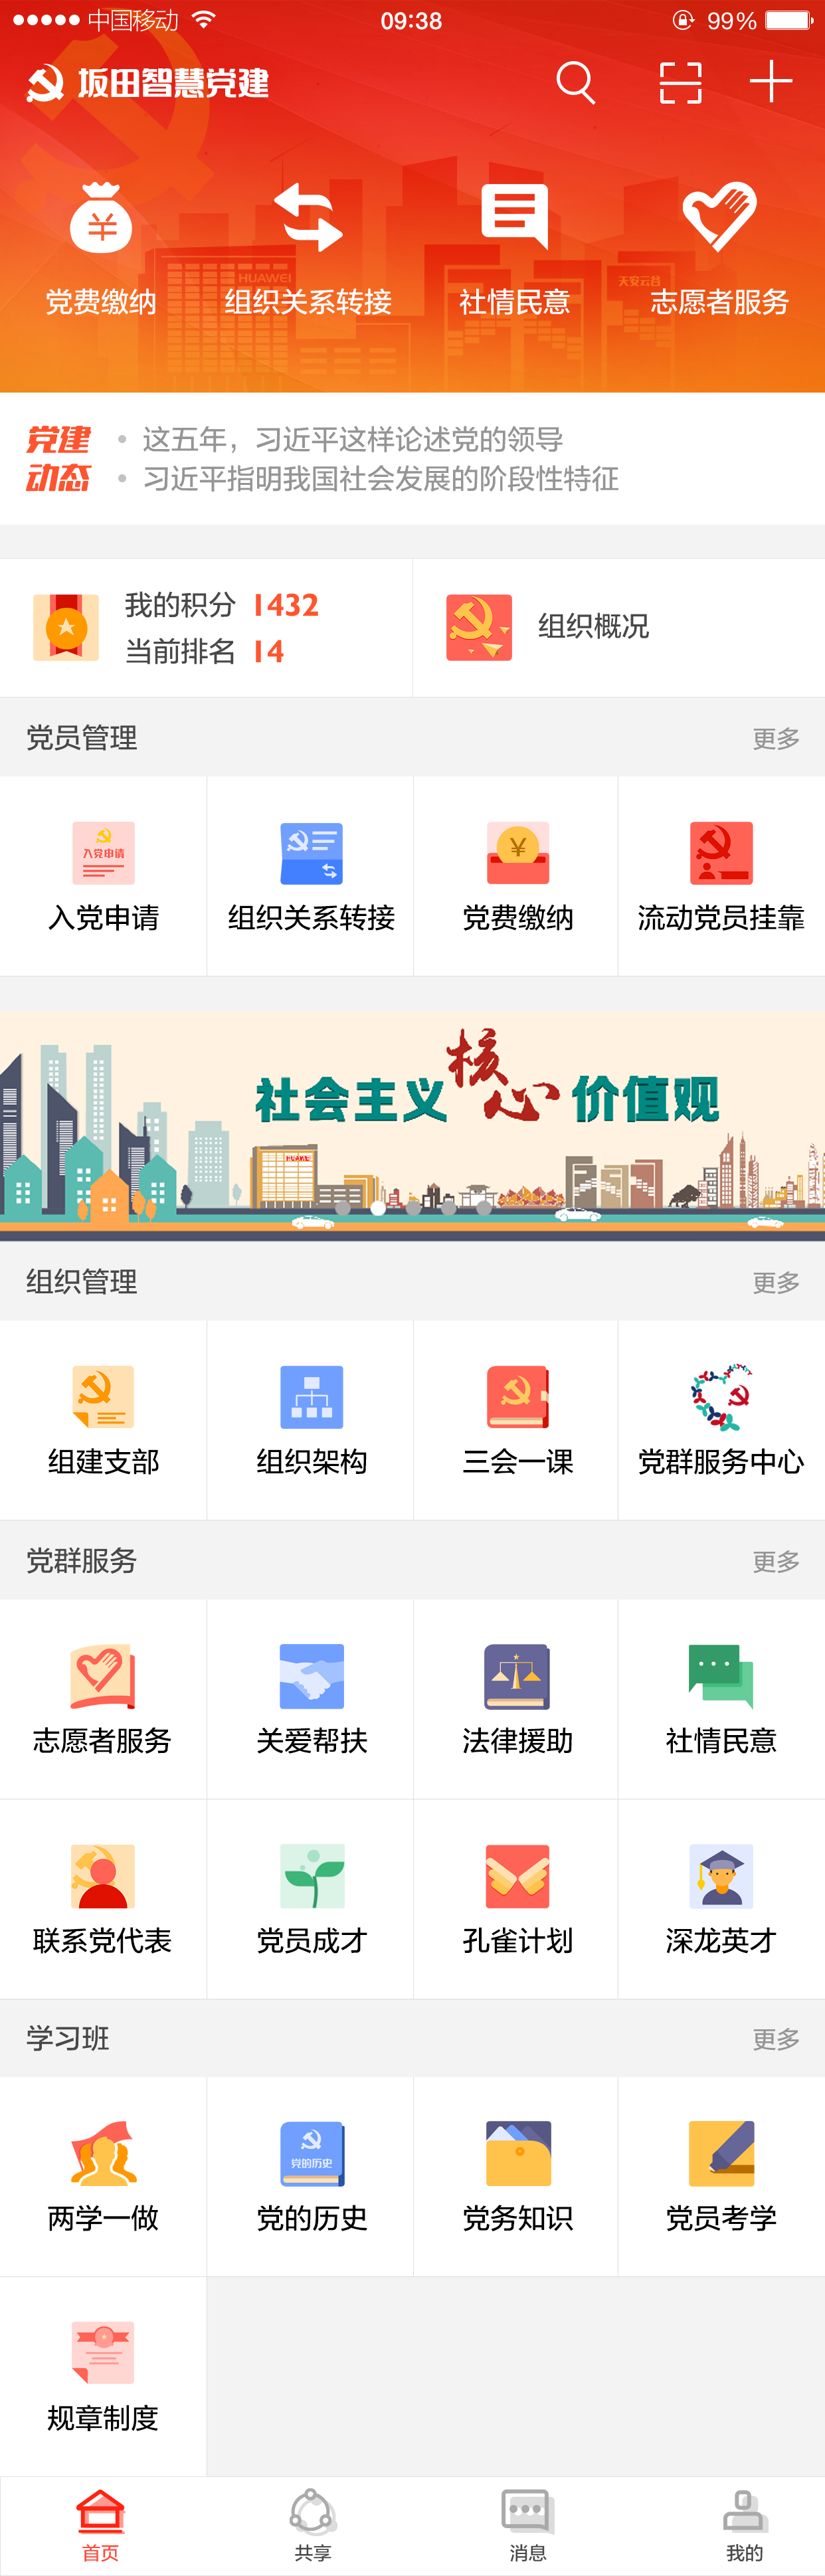 中国移动 09:38 99%
坂田智慧党建
¥
HUAWEI
天安云谷
党费缴纳 组织关系转接 社情民意 志愿者服务
党建动态
• 这五年，习近平这样论述党的领导
• 习近平指明我国社会发展的阶段性特征
我的积分 1432
当前排名 14
组织概况
党员管理 更多
入党申请
¥
入党申请 组织关系转接 党费缴纳 流动党员挂靠
社会主义核心价值观
HUAWEI
组织管理 更多
组建支部 组织架构 三会一课 党群服务中心
党群服务 更多
志愿者服务 关爱帮扶 法律援助 社情民意
联系党代表 党员成才 孔雀计划 深龙英才
学习班 更多
党的历史
两学一做 党的历史 党务知识 党员考学
规章制度
首页 共享 消息 我的